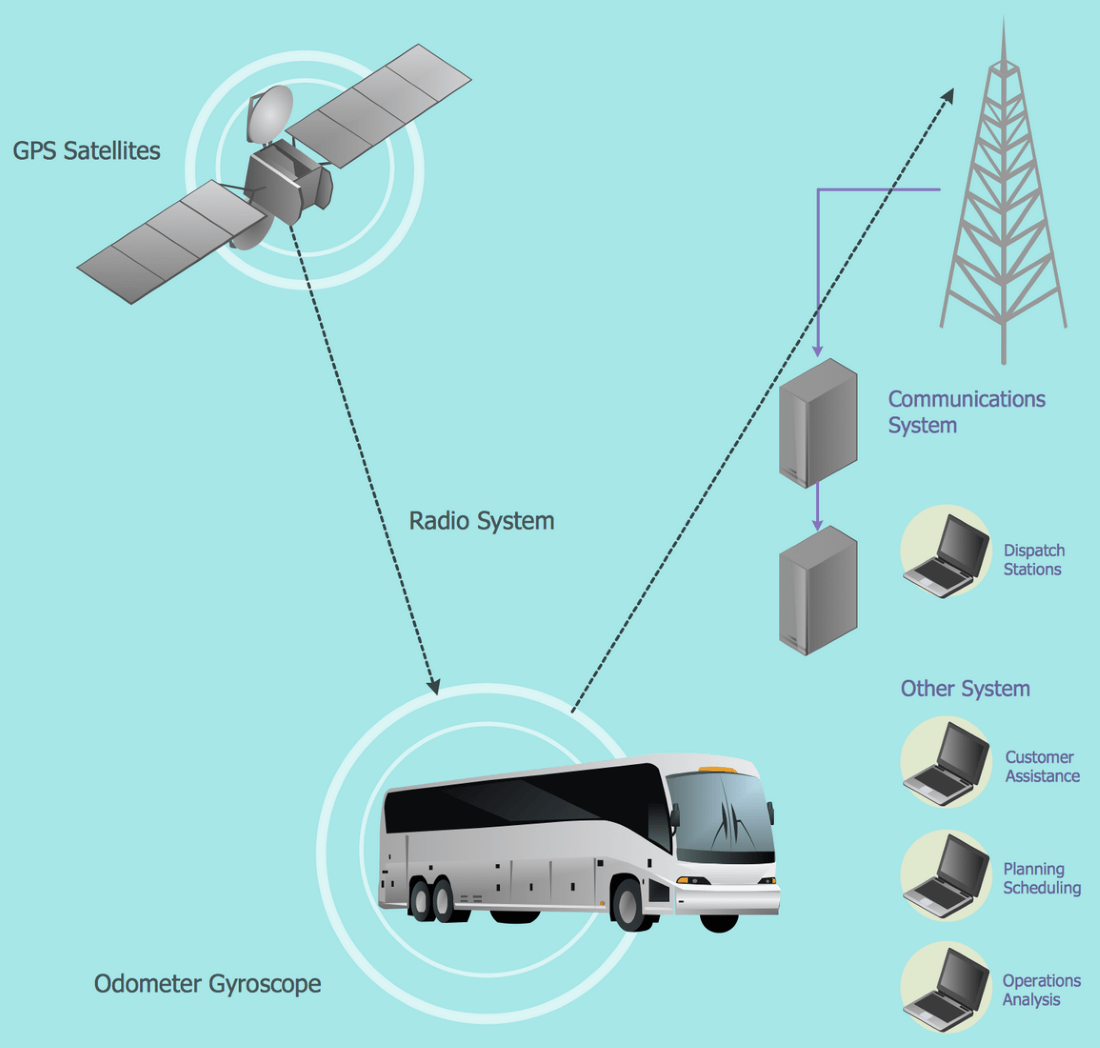 GPS Satellites
Communications
System
Radio System
Dispatch
Stations
Other System
Customer
Assistance
Planning
Scheduling
Odometer Gyroscope
Operations
Analysis